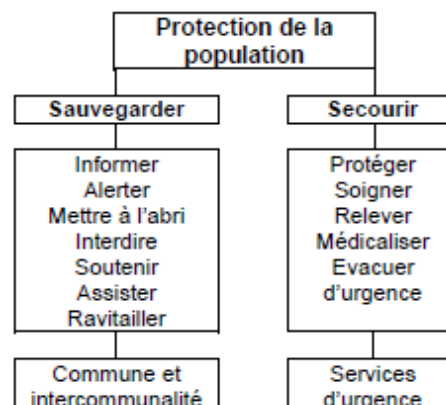 Protection de la
population
Sauvegarder
Secourir
Informer
Alerter
Mettre à l'abri
Interdire
Soutenir
Assister
Ravitailler
Protéger
Soigner
Relever
Médicaliser
Evacuer
d'urgence
Commune et
intercommunalité
Services
d'urgence